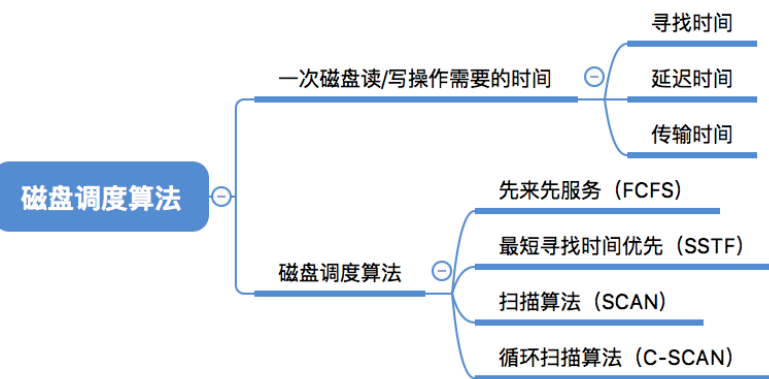 磁盘调度算法
一次磁盘读/写操作需要的时间
寻找时间
延迟时间
传输时间
磁盘调度算法
先来先服务（FCFS）
最短寻找时间优先（SSTF）
扫描算法（SCAN）
循环扫描算法（C-SCAN）